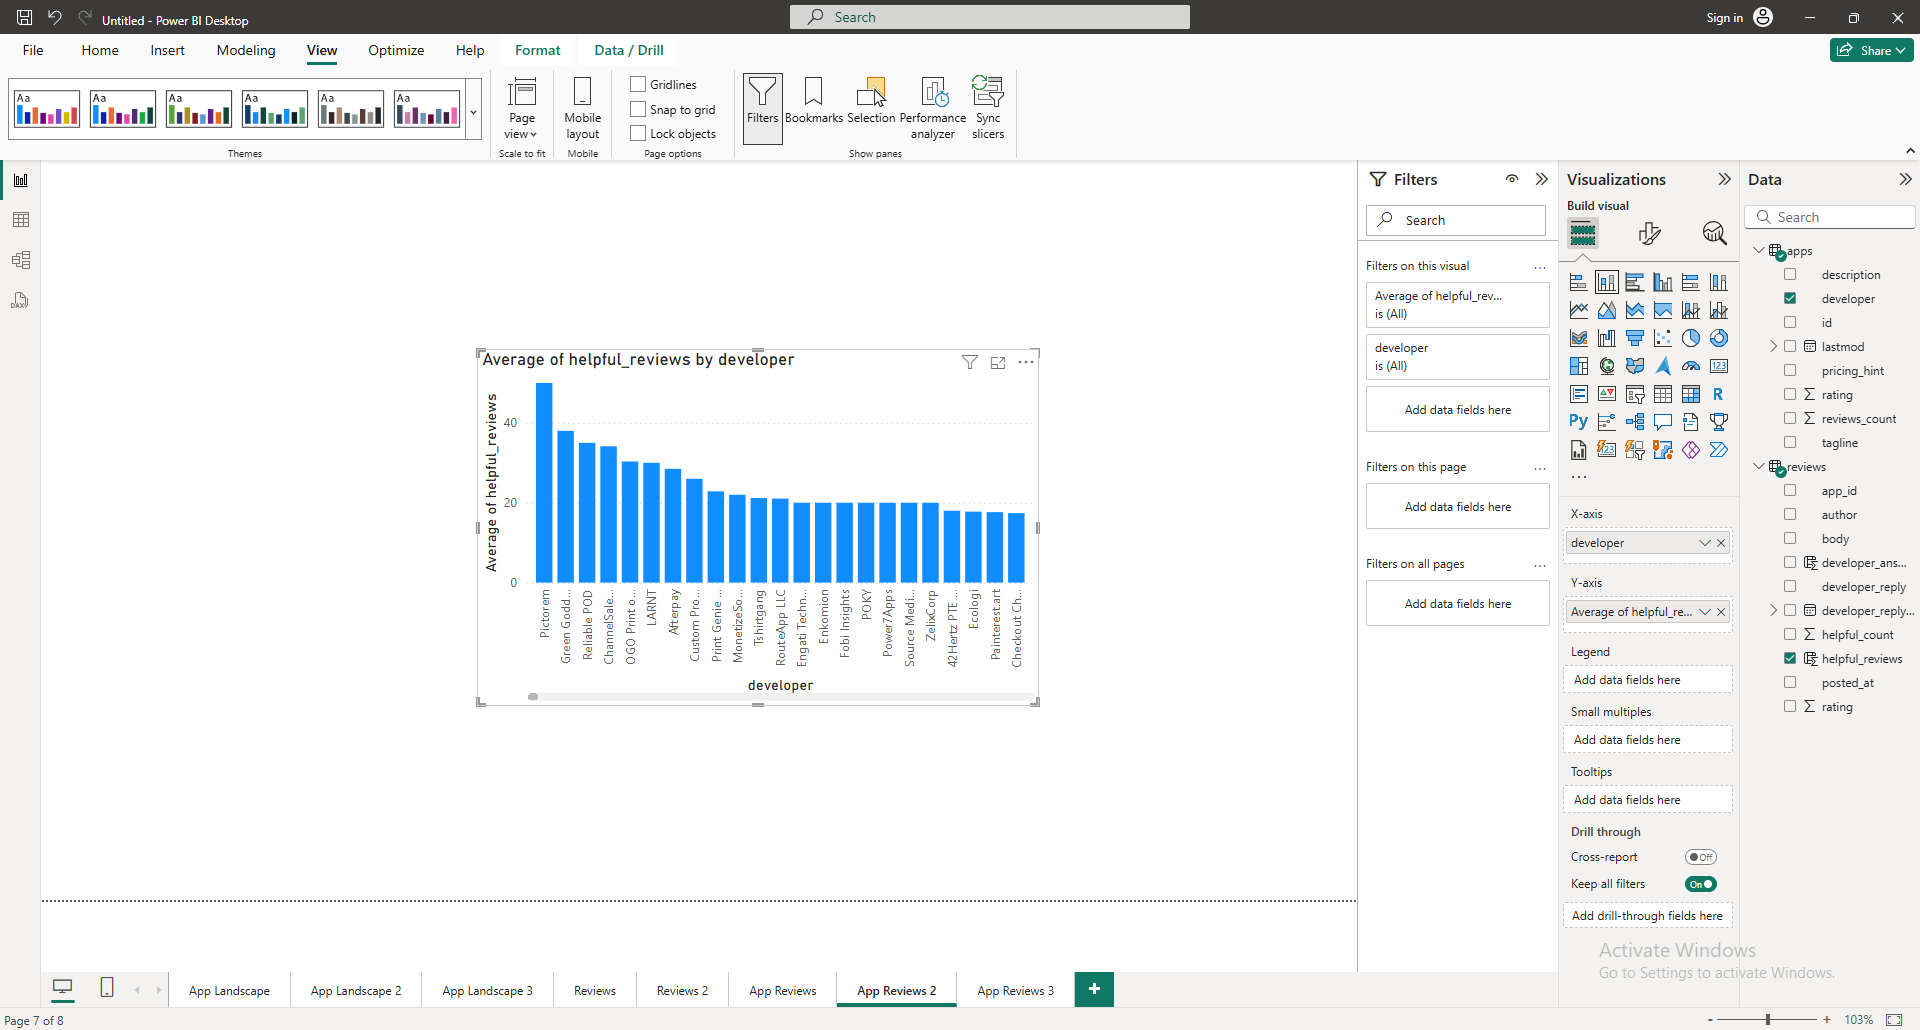 Untitled - Power BI Desktop
Search
Sign in
File
Home
Insert
Modeling
View
Optimize
Help
Format
Data / Drill
Share
Aa
Aa
Aa
Aa
Aa
Aa
Themes
Page
view
Scale to fit
Mobile
layout
Mobile
Gridlines
Snap to grid
Lock objects
Page options
Filters
Bookmarks
Selection
Performance
analyzer
Sync
slicers
Show panes
Average of helpful_reviews by developer
Average of helpful_reviews
40
20
0
Pictorem
Green Godd...
Reliable POD
ChannelSale...
OGO Print o...
LARNT
Afterpay
Custom Pro...
Print Genie ...
MonetizeSo...
Tshirtgang
RouteApp LLC
Engati Techn...
Enkomion
Fobi Insights
POKY
Power7Apps
Source Medi...
ZelixCorp
42Hertz PTE ...
Ecologi
Painterest.art
Checkout Ch...
developer
Filters
Search
Filters on this visual
...
Average of helpful_rev...
is (All)
developer
is (All)
Add data fields here
Filters on this page
...
Add data fields here
Filters on all pages
...
Add data fields here
Visualizations
Build visual
123
R
Py
123
...
X-axis
developer
Y-axis
Average of helpful_re...
Legend
Add data fields here
Small multiples
Add data fields here
Tooltips
Add data fields here
Drill through
Cross-report
Off
Keep all filters
On
Add drill-through fields here
Data
Search
apps
description
developer
id
lastmod
pricing_hint
rating
reviews_count
tagline
reviews
app_id
author
body
developer_ans...
developer_reply
developer_reply...
helpful_count
helpful_reviews
posted_at
rating
Activate Windows
Go to Settings to activate Windows.
App Landscape
App Landscape 2
App Landscape 3
Reviews
Reviews 2
App Reviews
App Reviews 2
App Reviews 3
+
Page 7 of 8
- + 103%